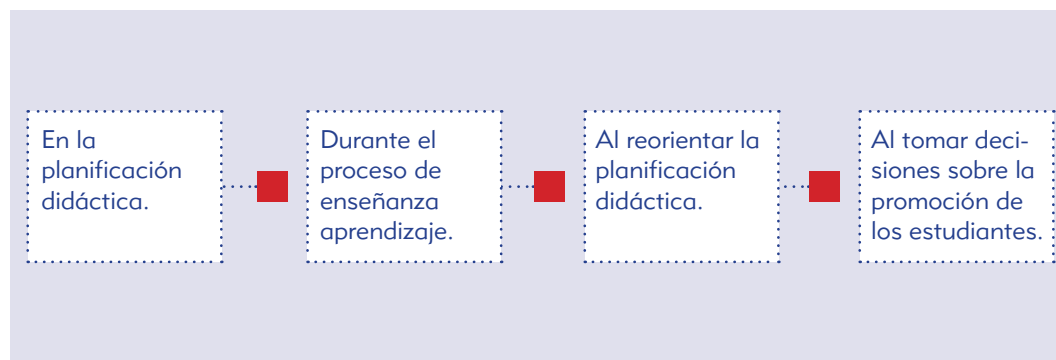 En la
planificación
didáctica.
Durante el
proceso de
enseñanza
aprendizaje.
Al reorientar la
planificación
didáctica.
Al tomar deci-
siones sobre la
promoción de
los estudiantes.